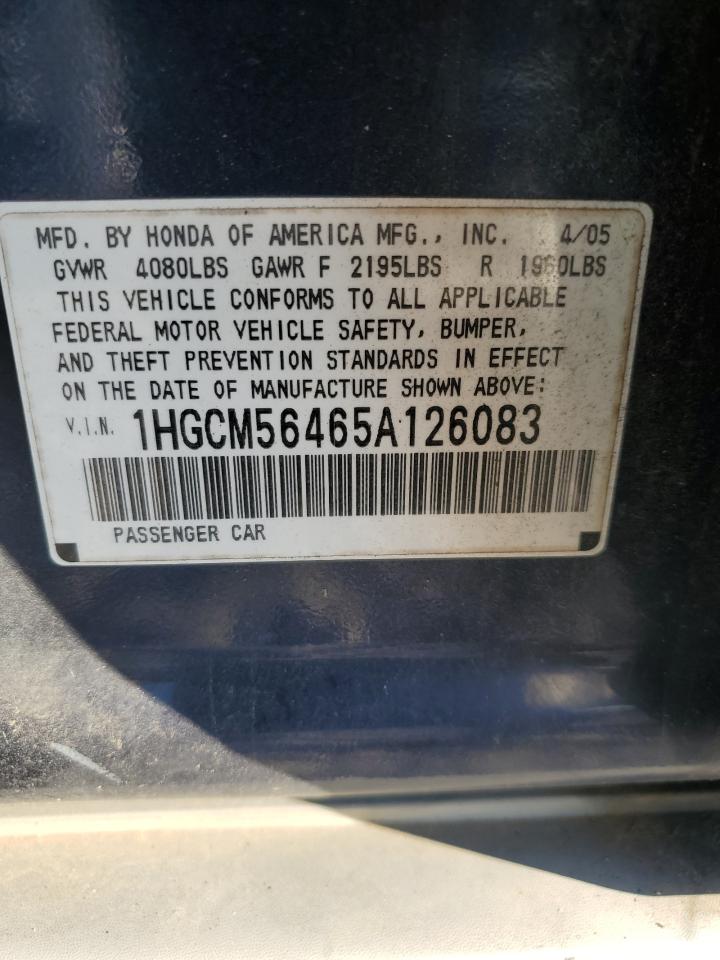 MFD. BY HONDA OF AMERICA MFG., INC. 4/05
GVWR 4080LBS GAWR F 2195LBS R
THIS VEHICLE CONFORMS TO ALL APPLICABLE
FEDERAL MOTOR VEHICLE SAFETY, BUMPER,
AND THEFT PREVENTION STANDARDS IN EFFECT
ON THE DATE OF MANUFACTURE SHOWN ABOVE:
V.I.N. 1HGCM56465A126083
PASSENGER CAR